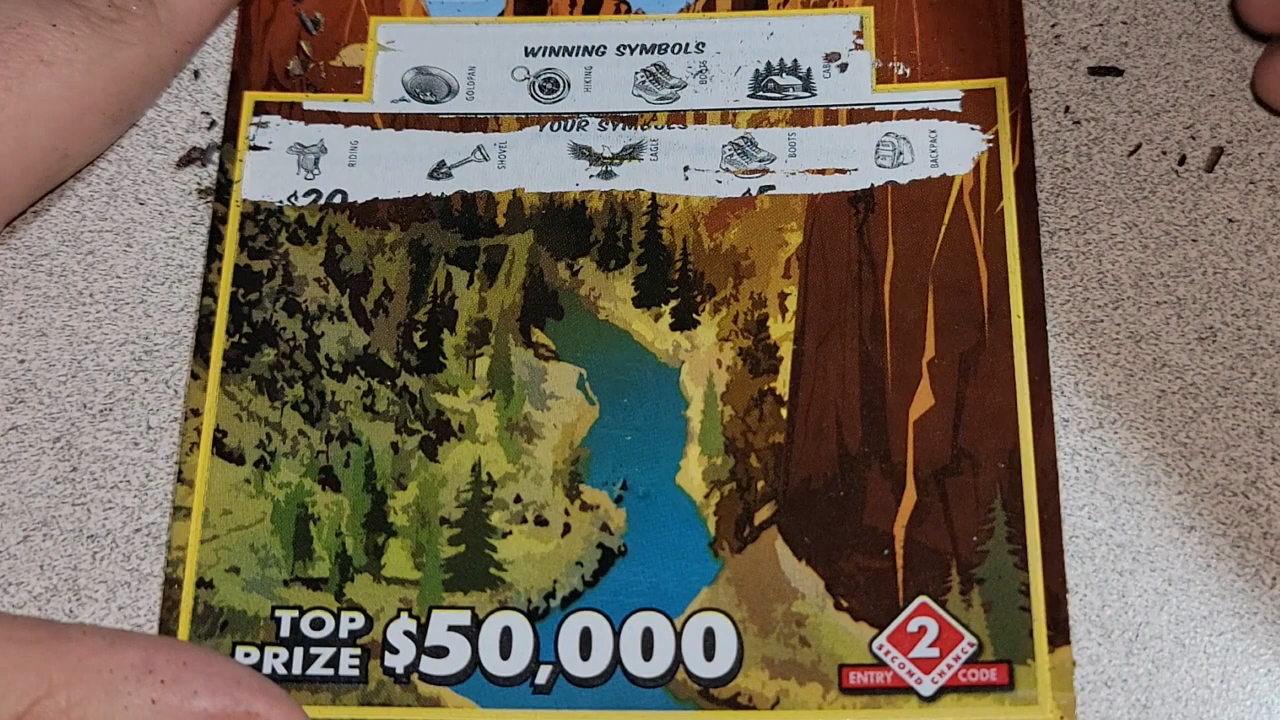 WINNING SYMBOLS
GOLDPAN
HIKING
BOOTS
CABIN
YOUR SYMBOLS
RIDING
SHOVEL
EAGLE
BOOTS
BACKPACK
$20
TOP PRIZE $50,000
2
SECOND CHANCE
ENTRY CODE